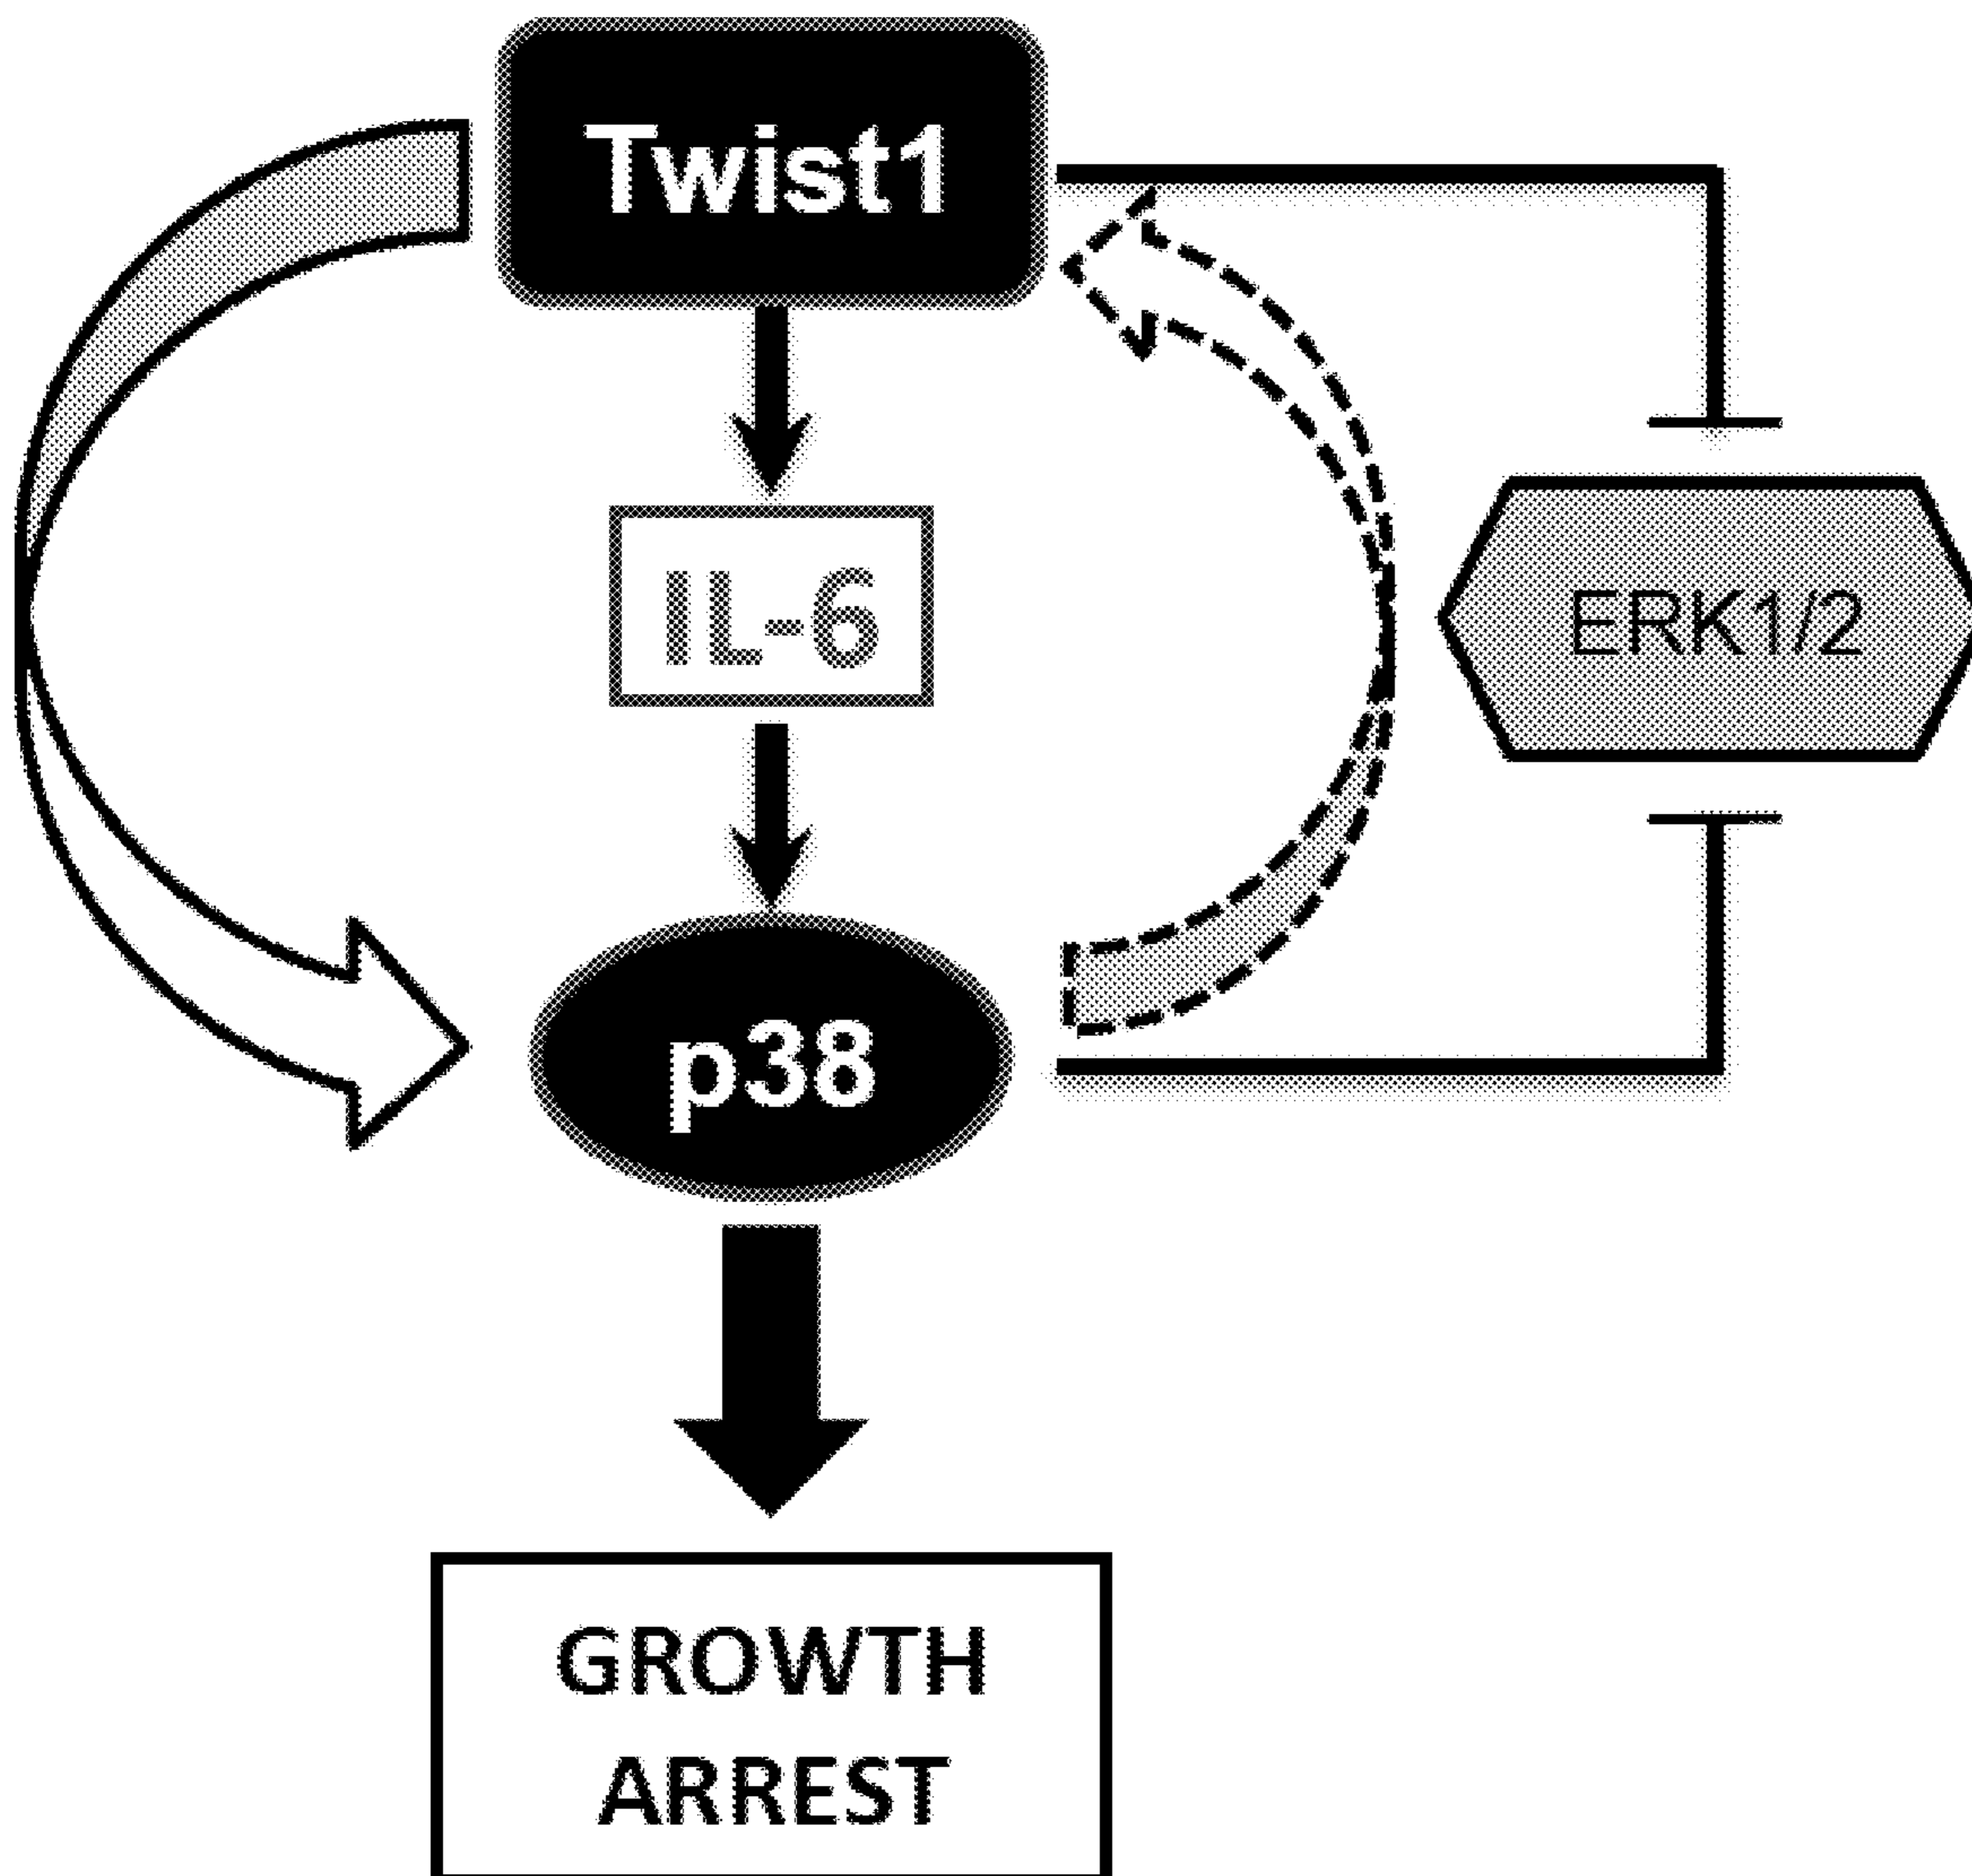 Twist1
IL-6
ERK1/2
p38
GROWTH
ARREST